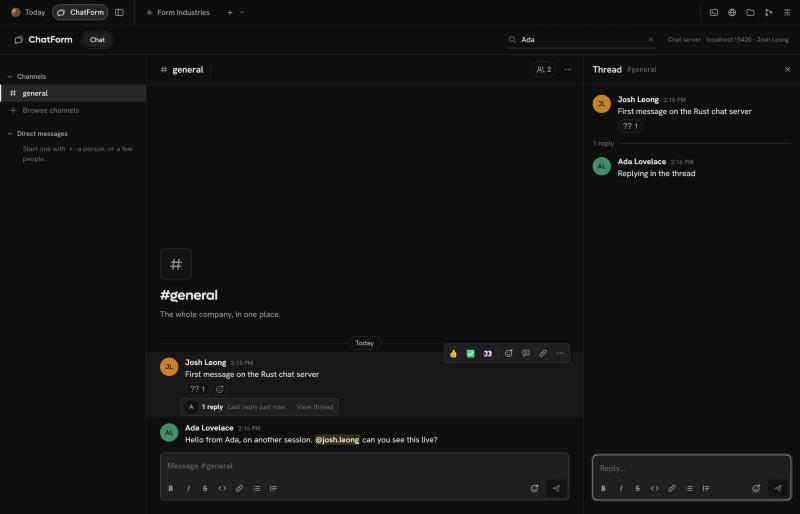 Today
ChatForm
Form Industries
ChatForm
Chat
Ada
Chat server · localhost:15420 · Josh Leong
Channels
# general
Browse channels
Direct messages
Start one with + : a person, or a few
people.
# general
2
#
#general
The whole company, in one place.
Today
JL
Josh Leong 2:15 PM
First message on the Rust chat server
?? 1
A 1 reply Last reply just now View thread
AL
Ada Lovelace 2:16 PM
Hello from Ada, on another session. @josh.leong can you see this live?
Message #general
B I S
Thread #general
JL
Josh Leong 2:15 PM
First message on the Rust chat server
?? 1
1 reply
AL
Ada Lovelace 2:16 PM
Replying in the thread
Reply...
B I S